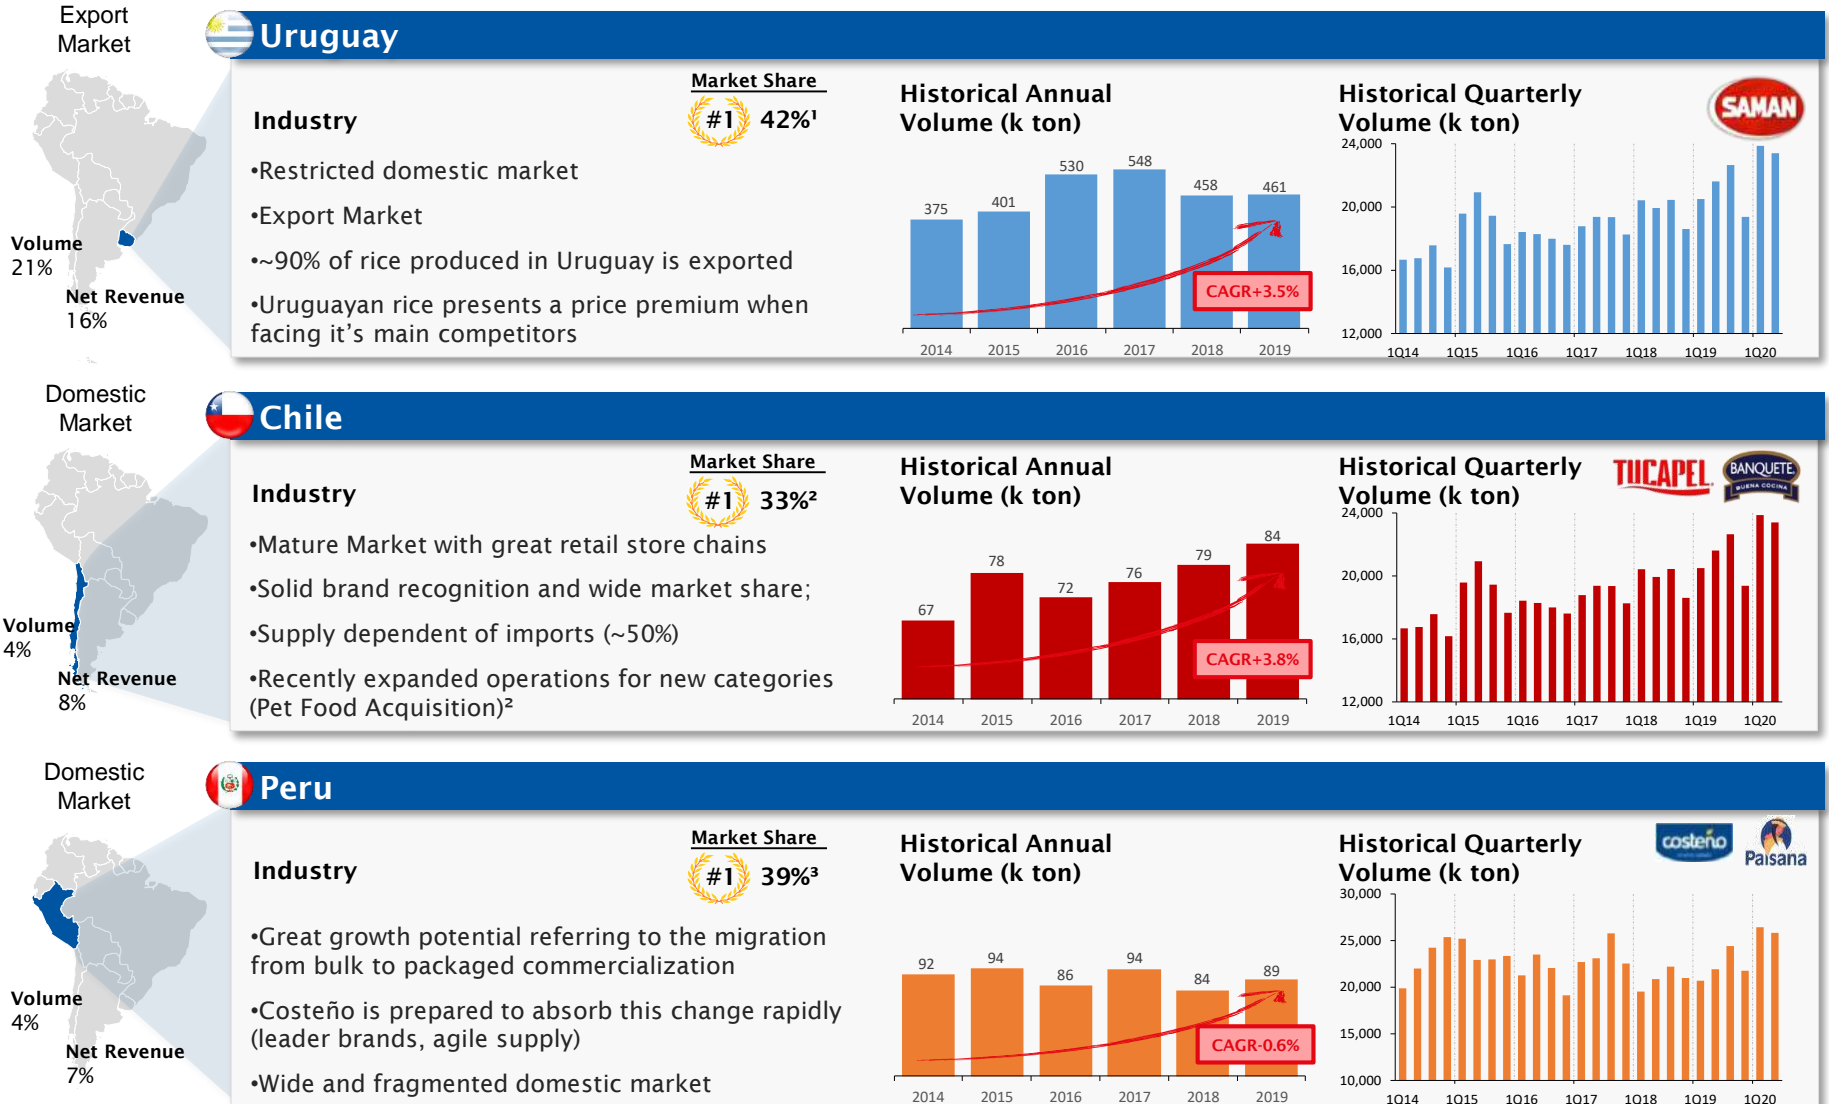 Export
Market
Uruguay
Volume
21%
Net Revenue
16%
Industry
Market Share
#1 42%¹
•Restricted domestic market
•Export Market
•~90% of rice produced in Uruguay is exported
•Uruguayan rice presents a price premium when
facing it’s main competitors
Historical Annual
Volume (k ton)
375 401 530 548 458 461
CAGR+3.5%
2014 2015 2016 2017 2018 2019
Historical Quarterly
Volume (k ton)
SAMAN
24,000
20,000
16,000
12,000
1Q14 1Q15 1Q16 1Q17 1Q18 1Q19 1Q20
Domestic
Market
Chile
Volume
4%
Net Revenue
8%
Industry
Market Share
#1 33%²
•Mature Market with great retail store chains
•Solid brand recognition and wide market share;
•Supply dependent of imports (~50%)
•Recently expanded operations for new categories
(Pet Food Acquisition)²
Historical Annual
Volume (k ton)
67 78 72 76 79 84
CAGR+3.8%
2014 2015 2016 2017 2018 2019
Historical Quarterly
Volume (k ton)
TUCAPEL
BANQUETE
BUENA COCINA
24,000
20,000
16,000
12,000
1Q14 1Q15 1Q16 1Q17 1Q18 1Q19 1Q20
Domestic
Market
Peru
Volume
4%
Net Revenue
7%
Industry
Market Share
#1 39%³
•Great growth potential referring to the migration
from bulk to packaged commercialization
•Costeño is prepared to absorb this change rapidly
(leader brands, agile supply)
•Wide and fragmented domestic market
Historical Annual
Volume (k ton)
92 94 86 94 84 89
CAGR-0.6%
2014 2015 2016 2017 2018 2019
Historical Quarterly
Volume (k ton)
costeño
Paisana
30,000
25,000
20,000
15,000
10,000
1Q14 1Q15 1Q16 1Q17 1Q18 1Q19 1Q20